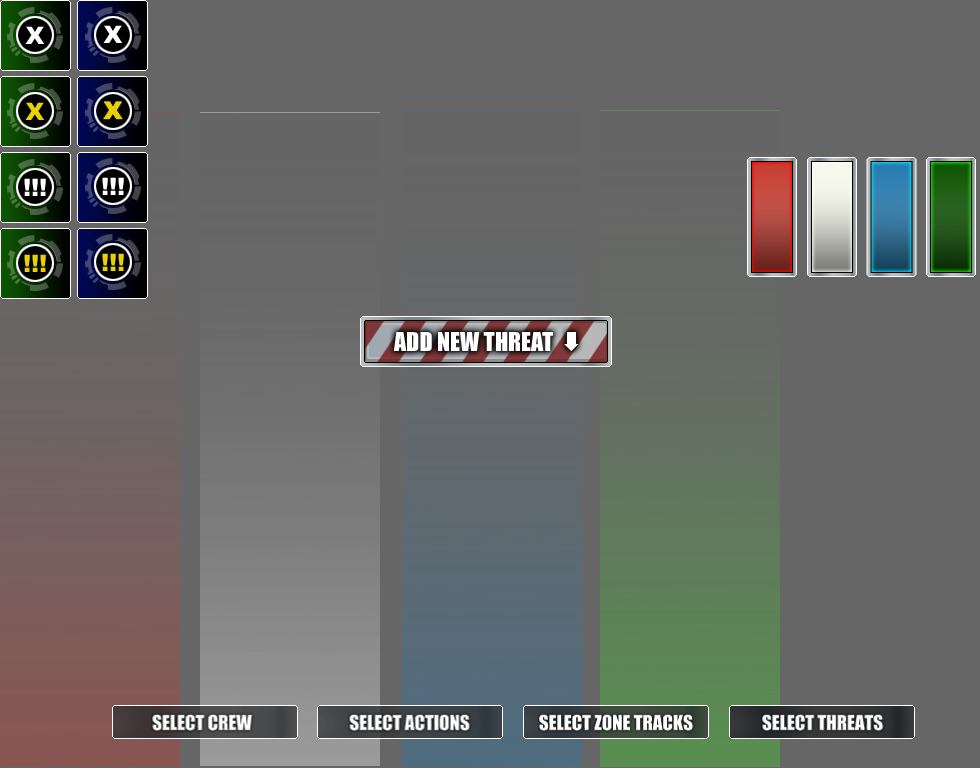 X X
X X
!!! !!!
!!! !!!
ADD NEW THREAT
SELECT CREW
SELECT ACTIONS
SELECT ZONE TRACKS
SELECT THREATS